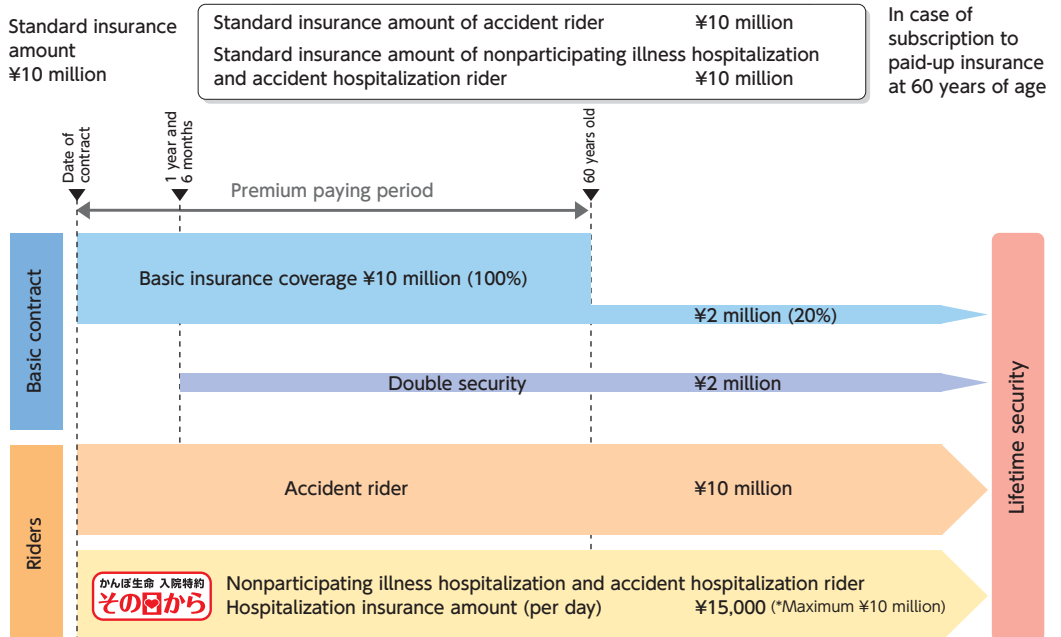 Standard insurance
amount
¥10 million
Standard insurance amount of accident rider ¥10 million
Standard insurance amount of nonparticipating illness hospitalization
and accident hospitalization rider ¥10 million
In case of
subscription to
paid-up insurance
at 60 years of age
Date of
contract
1 year and
6 months
60 years old
Premium paying period
Basic contract
Basic insurance coverage ¥10 million (100%)
¥2 million (20%)
Double security ¥2 million
Riders
Accident rider ¥10 million
かんぽ生命 入院特約
その日から
Nonparticipating illness hospitalization and accident hospitalization rider
Hospitalization insurance amount (per day) ¥15,000 (*Maximum ¥10 million)
Lifetime security